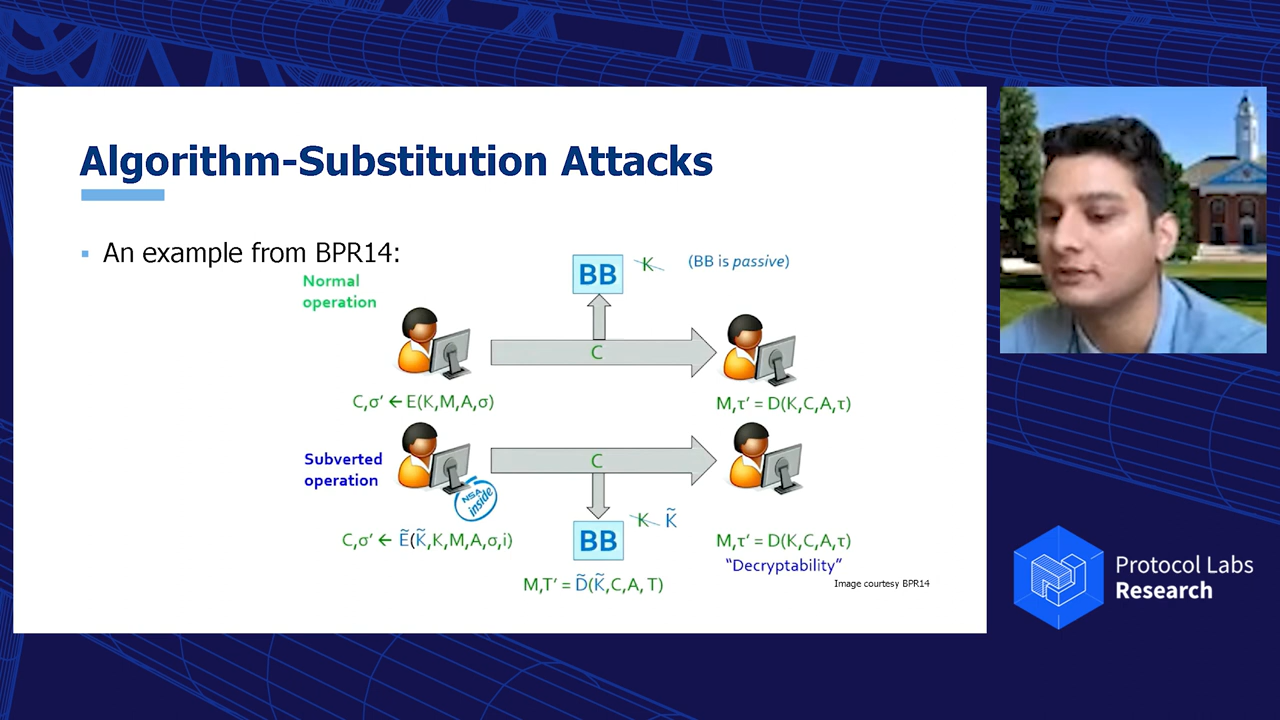 Algorithm-Substitution Attacks
▪ An example from BPR14:
Normal
operation
BB
K
(BB is passive)
C
C,σ' ← E(K,M,A,σ)
M,τ' = D(K,C,A,τ)
Subverted
operation
NSA
inside
C
C,σ' ← Ẽ(K̃,K,M,A,σ,i)
BB
K K̃
M,τ' = D(K,C,A,τ)
"Decryptability"
M,T' = D̃(K̃,C,A, T)
Image courtesy BPR14
Protocol Labs
Research